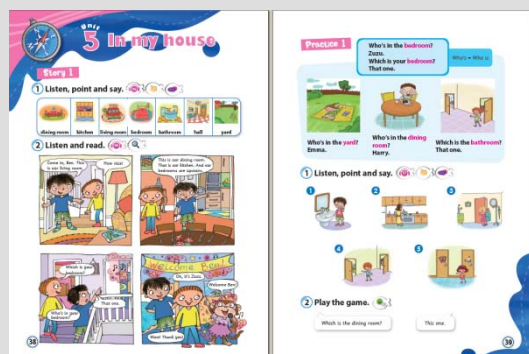 Unit
5 In my house
Story 1
1 Listen, point and say.
dining room kitchen living room bedroom bathroom hall yard
2 Listen and read.
Come in, Ben. This
is our living room.
How nice!
This is our dining room.
That is our kitchen. And our
bedrooms are upstairs.
Which is your
bedroom?
That one.
Who's in your
bedroom?
Welcome Ben!
Oh, it's Zuzu.
Welcome Ben!
Wow! Thank you.
38
Practice 1
Who's in the bedroom?
Zuzu.
Which is your bedroom?
That one.
Who's = Who is
Who's in the yard?
Emma.
Who's in the dining
room?
Harry.
Which is the bathroom?
That one.
1 Listen, point and say.
1
2
3
4
5
2 Play the game.
Which is the dining room?
This one.
39